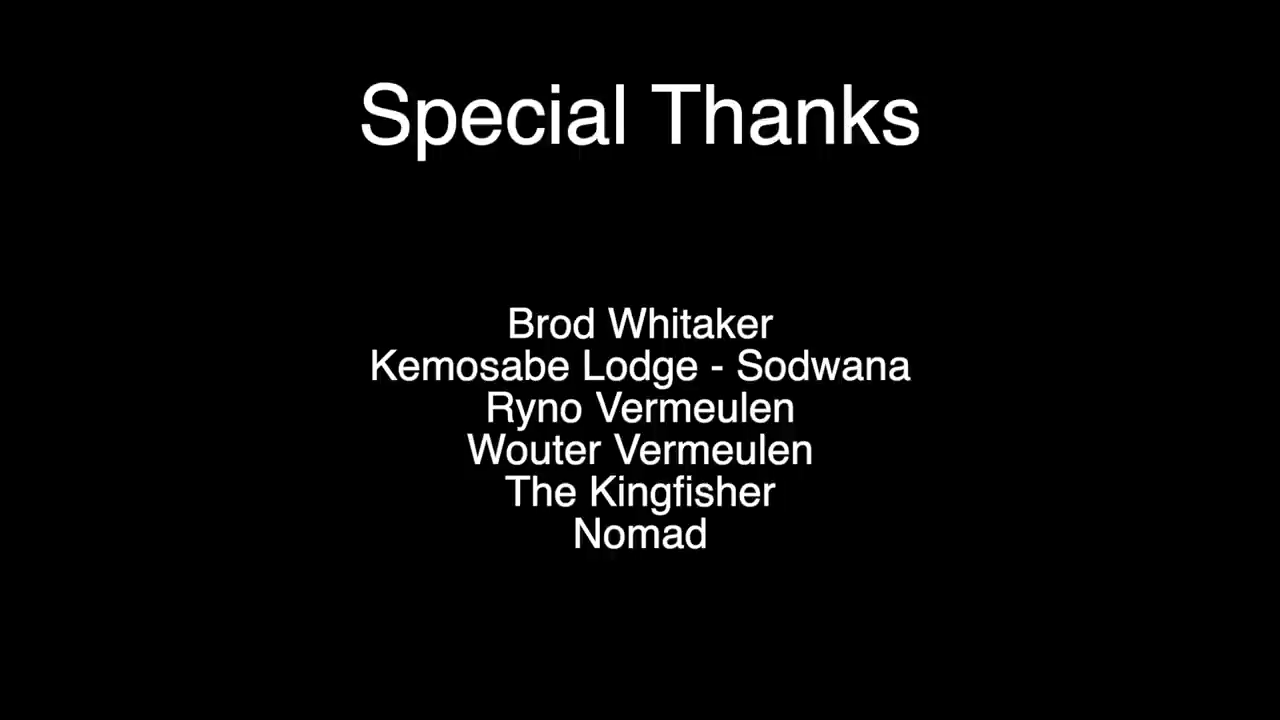 Special Thanks
Brod Whitaker
Kemosabe Lodge - Sodwana
Ryno Vermeulen
Wouter Vermeulen
The Kingfisher
Nomad